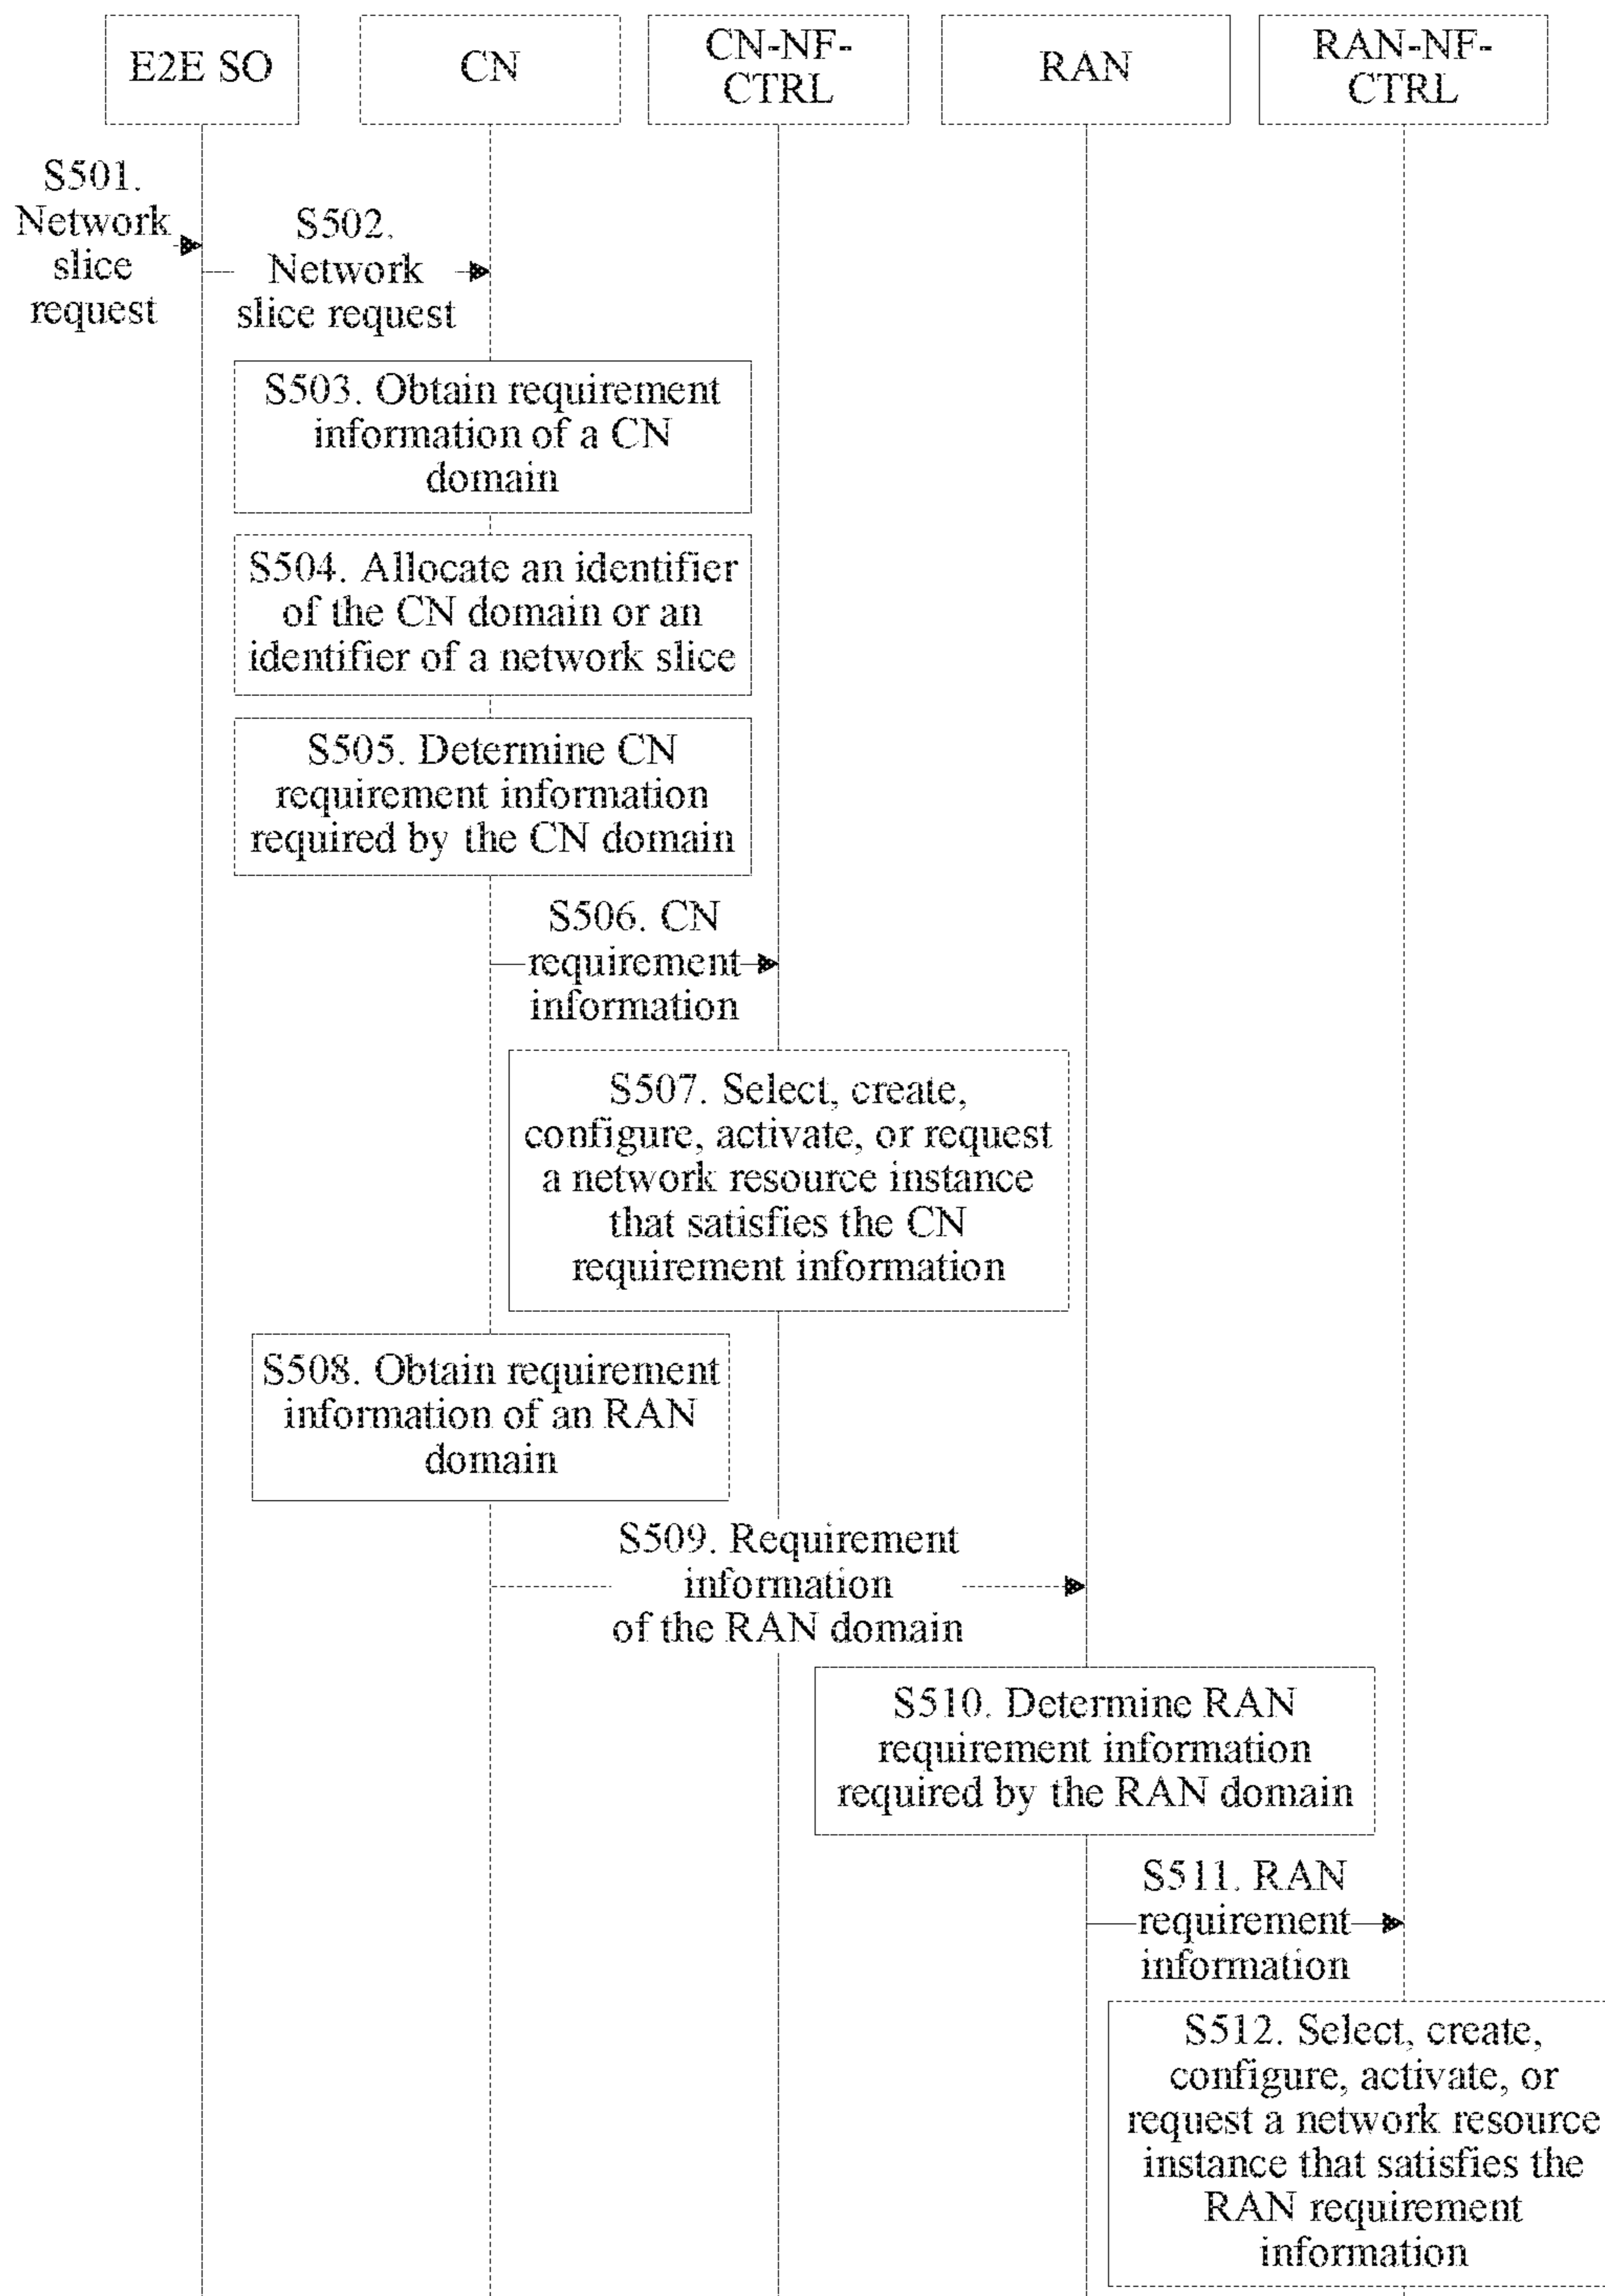 E2E SO
CN
CN-NF-
CTRL
RAN
RAN-NF-
CTRL
S501.
Network
slice
request
S502.
Network
slice request
S503. Obtain requirement
information of a CN
domain
S504. Allocate an identifier
of the CN domain or an
identifier of a network slice
S505. Determine CN
requirement information
required by the CN domain
S506. CN
requirement
information
S507. Select, create,
configure, activate, or request
a network resource instance
that satisfies the CN
requirement information
S508. Obtain requirement
information of an RAN
domain
S509. Requirement
information
of the RAN domain
S510. Determine RAN
requirement information
required by the RAN domain
S511. RAN
requirement
information
S512. Select, create,
configure, activate, or
request a network resource
instance that satisfies the
RAN requirement
information